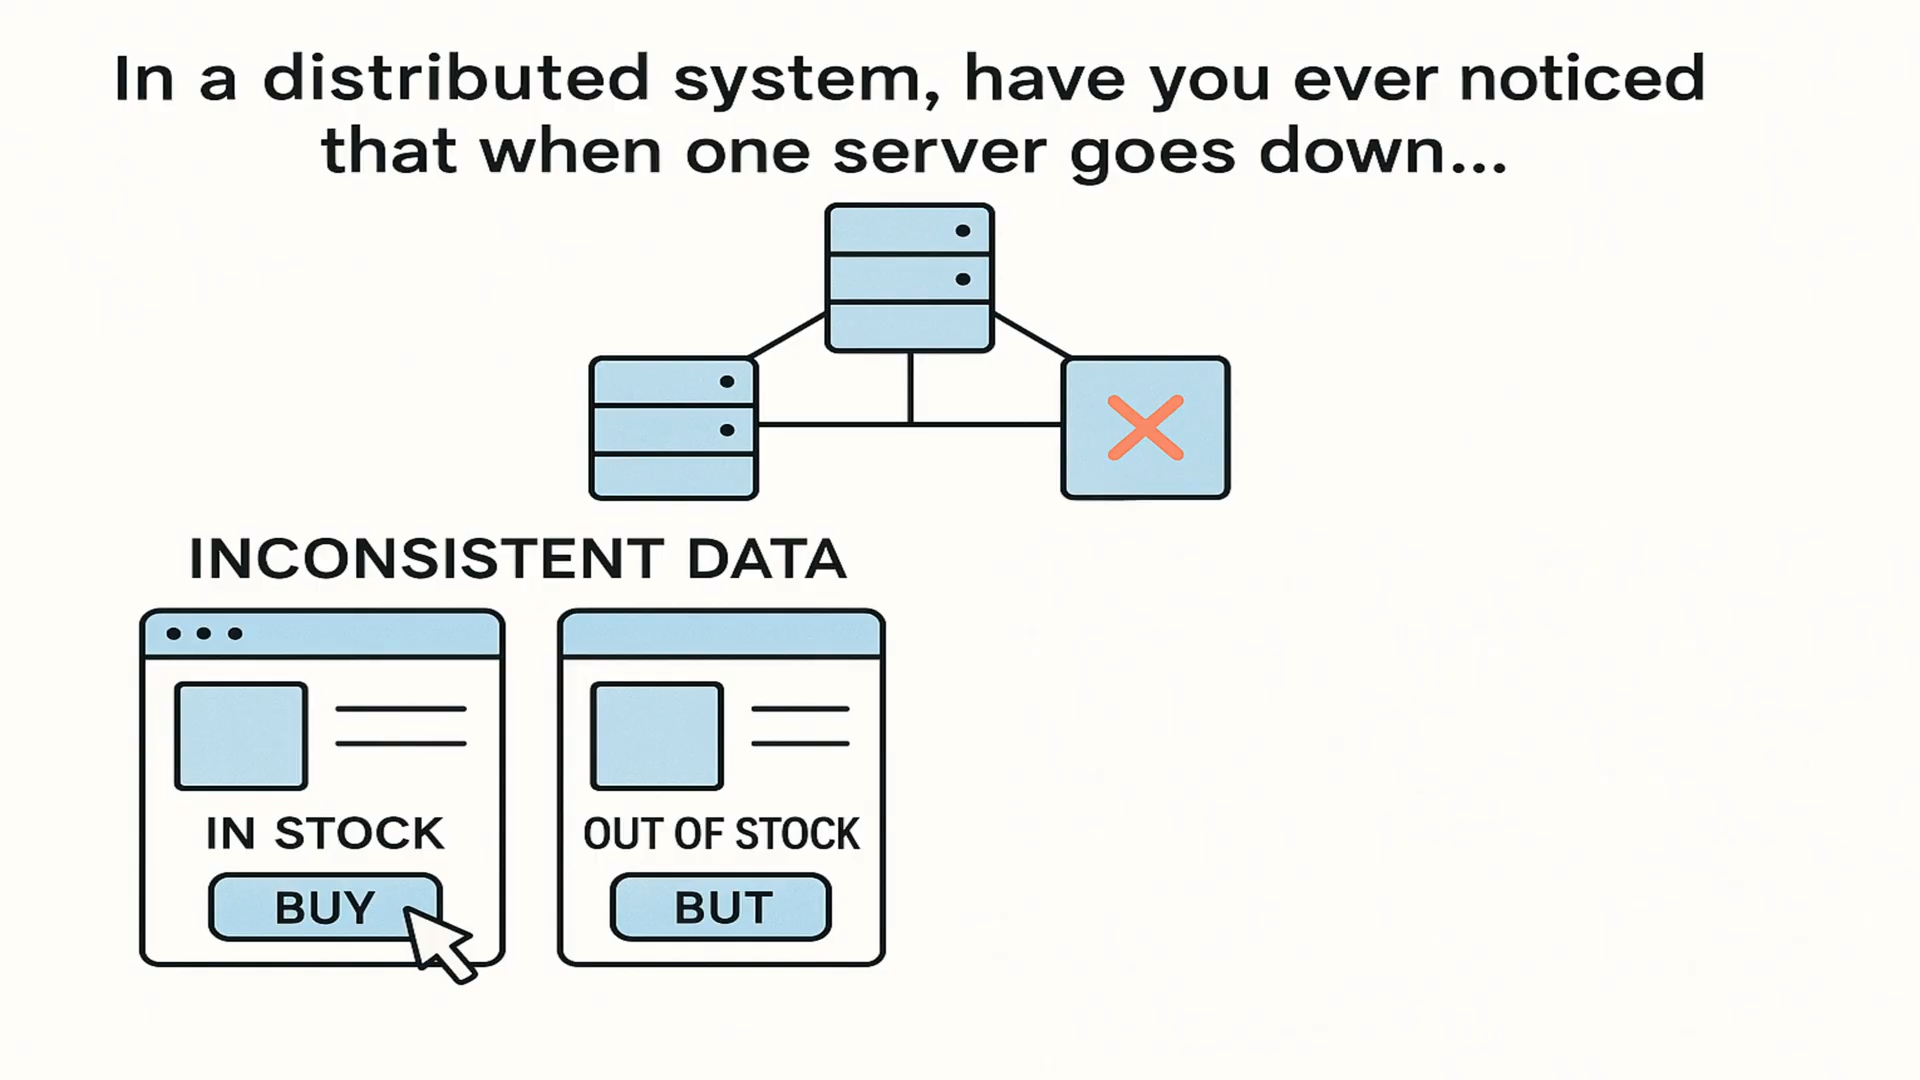 In a distributed system, have you ever noticed
that when one server goes down...
INCONSISTENT DATA
IN STOCK
BUY
OUT OF STOCK
BUT